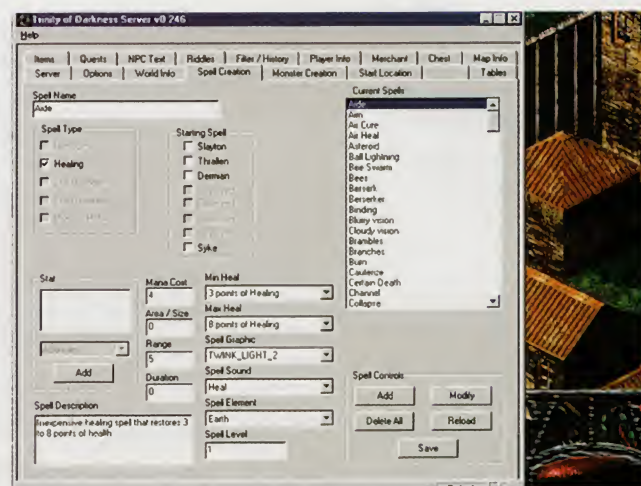 Trinity of Darkness Server v0.246
Help
Items Quests NPC Text Riddles Filter / History Player Info Merchant Chest Map Info
Server Options World Info Spell Creation Monster Creation Start Location Tables
Spell Name
Aide
Spell Type
Healing
Starting Spell
Slayton
Thrallen
Dermian
Syke
Current Spells
Aide
Aim
Air Cure
Air Heal
Asteroid
Ball Lightning
Bee Swarm
Bees
Berserk
Berserker
Binding
Blurry vision
Cloudy vision
Brambles
Branches
Burn
Cauterize
Certain Death
Channel
Collapse
Stat
Add
Mana Cost
4
Area / Size
0
Range
5
Duration
0
Min Heal
3 points of Healing
Max Heal
8 points of Healing
Spell Graphic
TWINK_LIGHT_2
Spell Sound
Heal
Spell Element
Earth
Spell Level
1
Spell Description
Inexpensive healing spell that restores 3
to 8 points of health
Spell Controls
Add Modify
Delete All Reload
Save